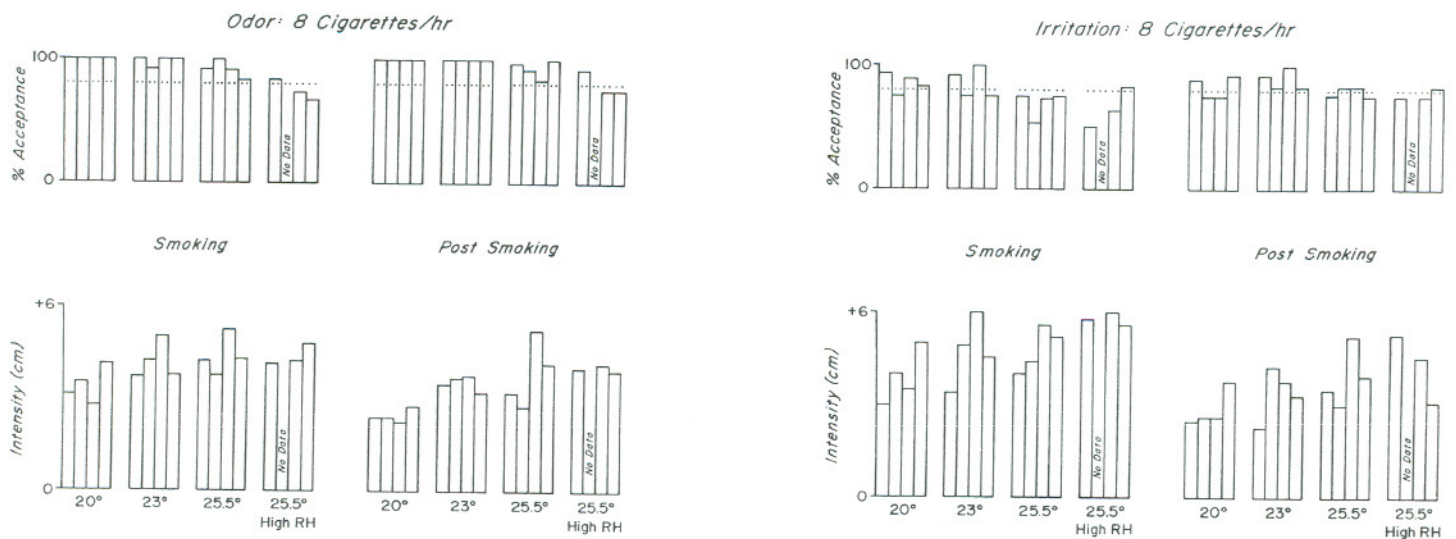 Odor: 8 Cigarettes/hr
% Acceptance
100
0
No Data
No Data
Smoking
Post Smoking
Intensity (cm)
+6
0
No Data
No Data
20° 23° 25.5° 25.5° High RH
20° 23° 25.5° 25.5° High RH
Irritation: 8 Cigarettes/hr
% Acceptance
100
0
No Data
No Data
Smoking
Post Smoking
Intensity (cm)
+6
0
No Data
No Data
20° 23° 25.5° 25.5° High RH
20° 23° 25.5° 25.5° High RH